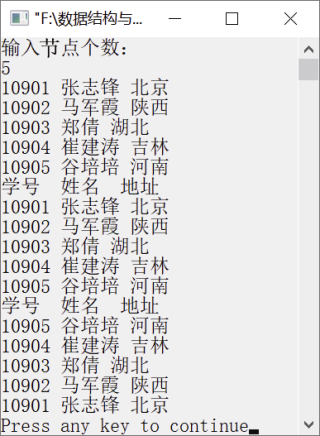 "F:\数据结构与...
输入节点个数:
5
10901 张志锋 北京
10902 马军霞 陕西
10903 郑倩 湖北
10904 崔建涛 吉林
10905 谷培培 河南
学号  姓名  地址
10901 张志锋 北京
10902 马军霞 陕西
10903 郑倩 湖北
10904 崔建涛 吉林
10905 谷培培 河南
学号  姓名  地址
10905 谷培培 河南
10904 崔建涛 吉林
10903 郑倩 湖北
10902 马军霞 陕西
10901 张志锋 北京
Press any key to continue